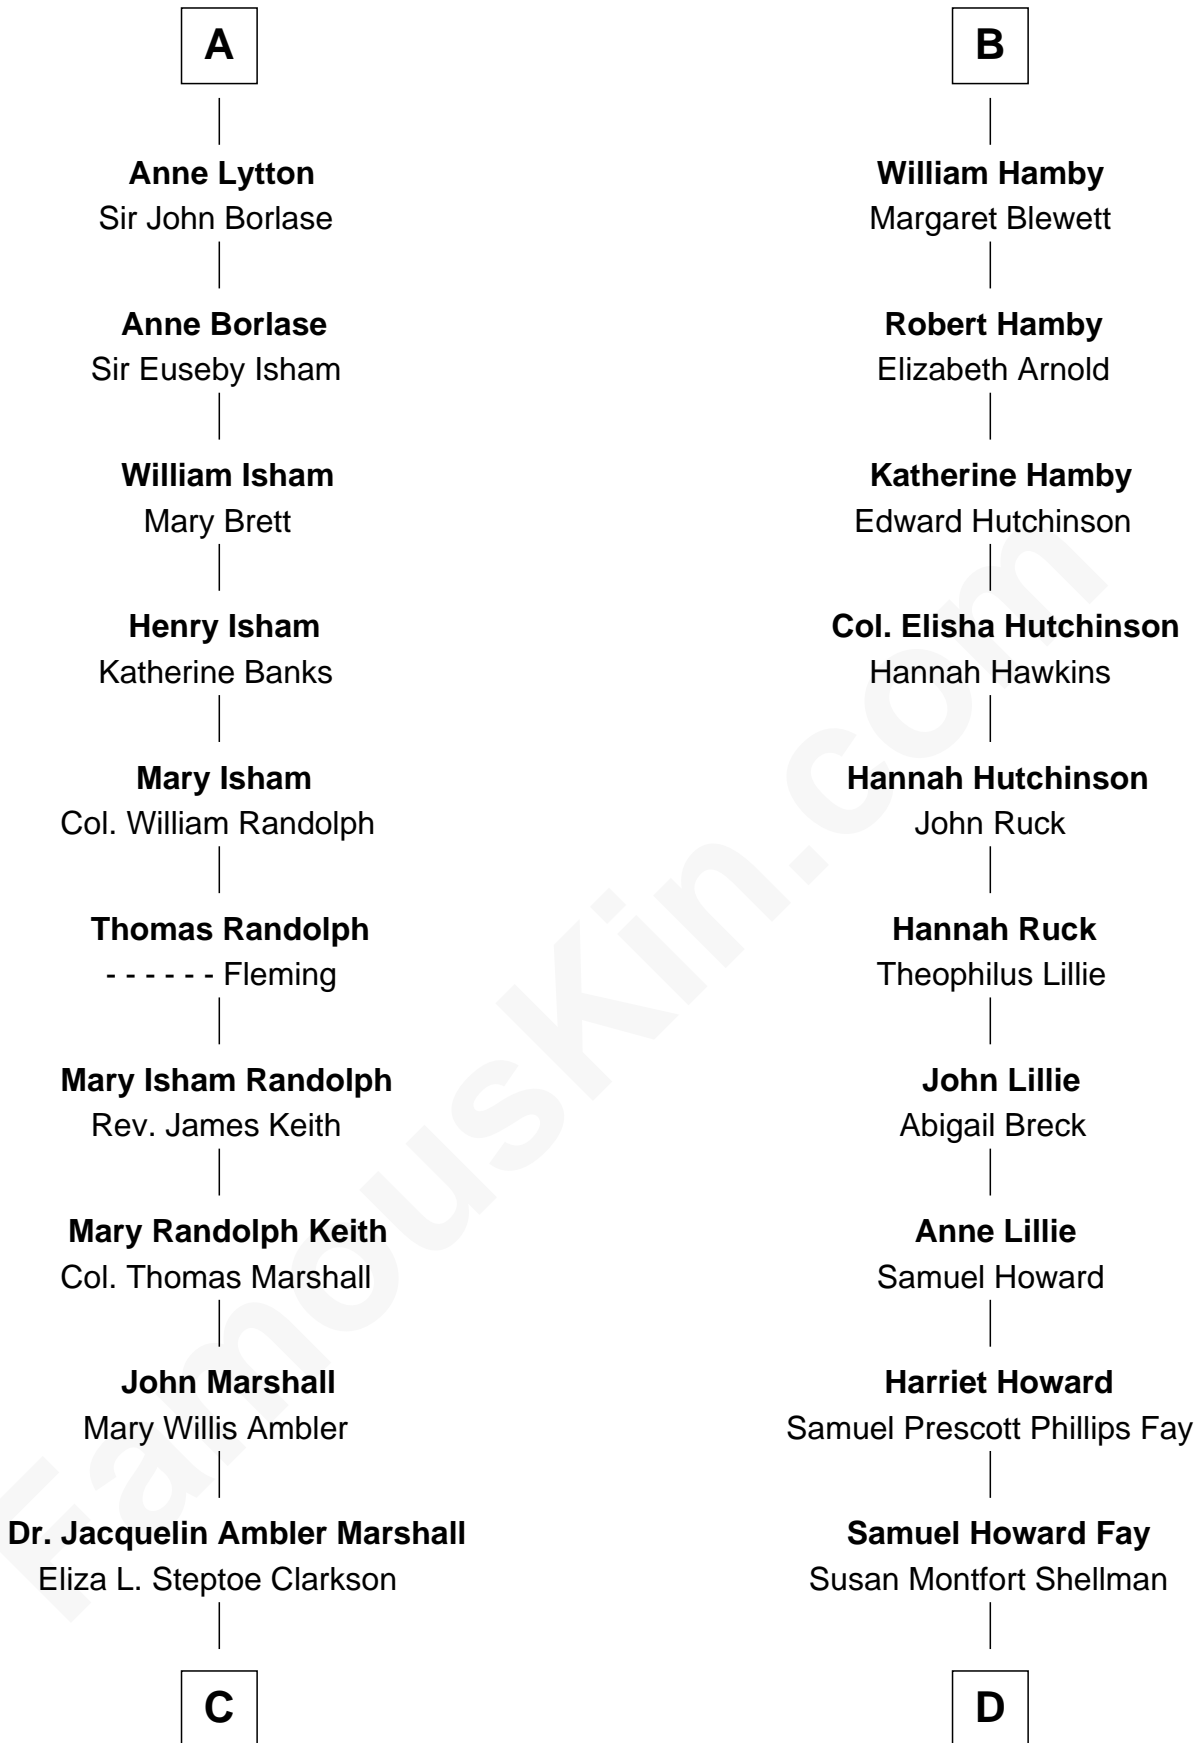 A
Anne Lytton
Sir John Borlase
Anne Borlase
Sir Euseby Isham
William Isham
Mary Brett
Henry Isham
Katherine Banks
Mary Isham
Col. William Randolph
Thomas Randolph
- - - - - - Fleming
Mary Isham Randolph
Rev. James Keith
Mary Randolph Keith
Col. Thomas Marshall
John Marshall
Mary Willis Ambler
Dr. Jacquelin Ambler Marshall
Eliza L. Steptoe Clarkson
C
B
William Hamby
Margaret Blewett
Robert Hamby
Elizabeth Arnold
Katherine Hamby
Edward Hutchinson
Col. Elisha Hutchinson
Hannah Hawkins
Hannah Hutchinson
John Ruck
Hannah Ruck
Theophilus Lillie
John Lillie
Abigail Breck
Anne Lillie
Samuel Howard
Harriet Howard
Samuel Prescott Phillips Fay
Samuel Howard Fay
Susan Montfort Shellman
D
FamousKin.com